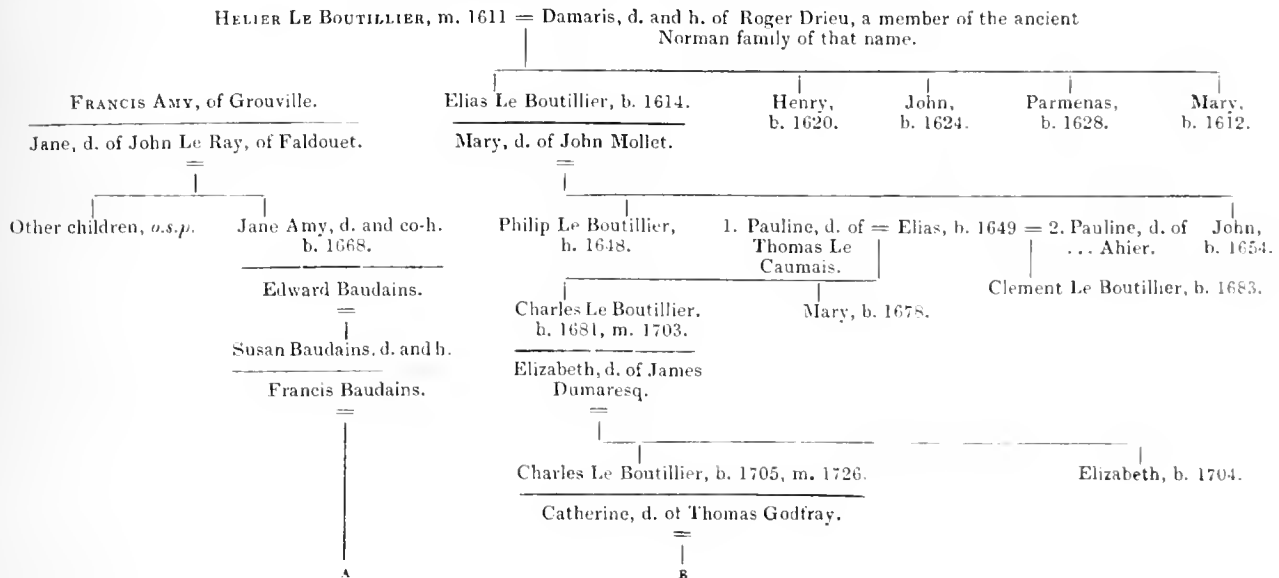 HELIER LE BOUTILLIER, m. 1611 = Damaris, d. and h. of Roger Drieu, a member of the ancient
Norman family of that name.
FRANCIS AMY, of Grouville.
Jane, d. of John Le Ray, of Faldouet.
=
Elias Le Boutillier, b. 1614.
Mary, d. of John Mollet.
=
Henry,
b. 1620.
John,
b. 1624.
Parmenas,
b. 1628.
Mary,
b. 1612.
Other children, o.s.p.
Jane Amy, d. and co-h.
b. 1668.
Edward Baudains.
=
Susan Baudains, d. and h.
Francis Baudains.
=
Philip Le Boutillier,
b. 1648.
1. Pauline, d. of = Elias, b. 1649 = 2. Pauline, d. of
Thomas Le
Caumais.
... Ahier.
John,
b. 1654.
Charles Le Boutillier.
b. 1681, m. 1703.
Elizabeth, d. of James
Dumaresq.
=
Mary, b. 1678.
Clement Le Boutillier, b. 1683.
Charles Le Boutillier, b. 1705, m. 1726.
Catherine, d. of Thomas Godfray.
=
Elizabeth, b. 1704.
A
B